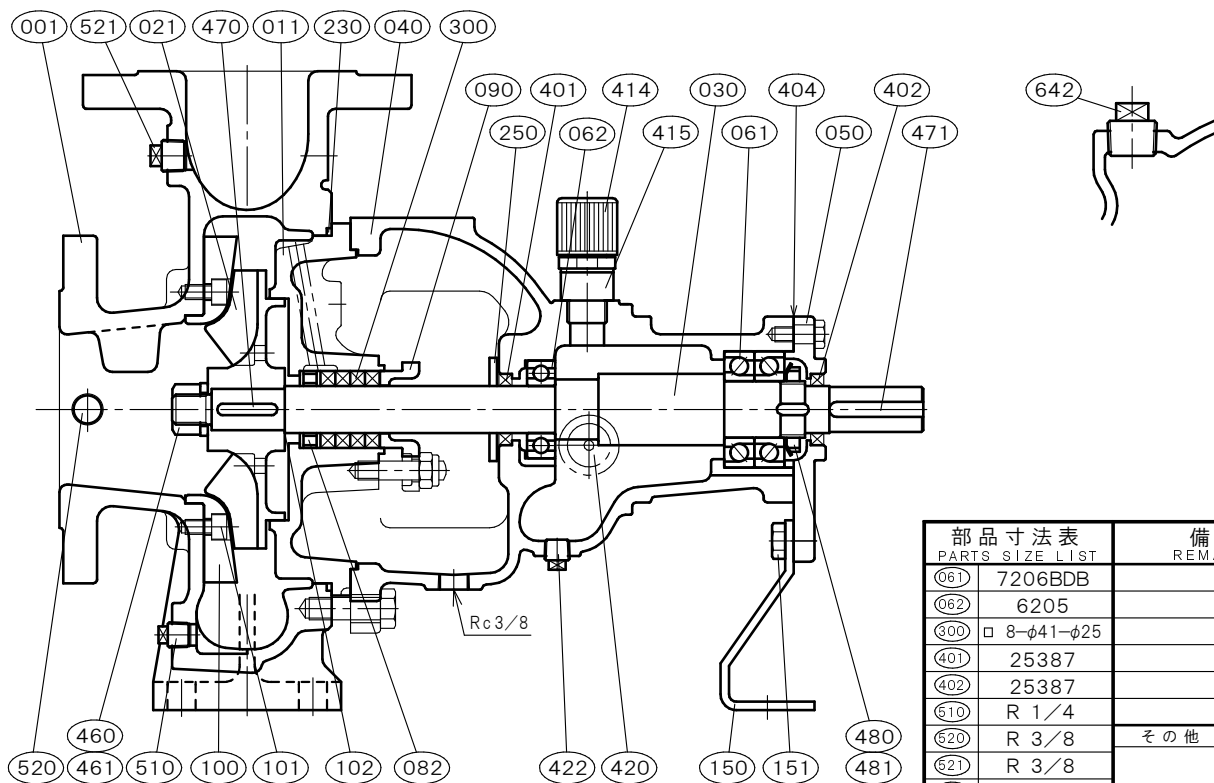 001 521 021 470 011 230 040 300
090 401 414 030 404 402 642
250 062 415 061 050 471
Rc3/8
460 480
520 461 510 100 101 102 082 422 420 150 151 481
部品寸法表 備
PARTS SIZE LIST REM
061 7206BDB
062 6205
300 □ 8-φ41-φ25
401 25387
402 25387
510 R 1/4
520 R 3/8 その他
521 R 3/8